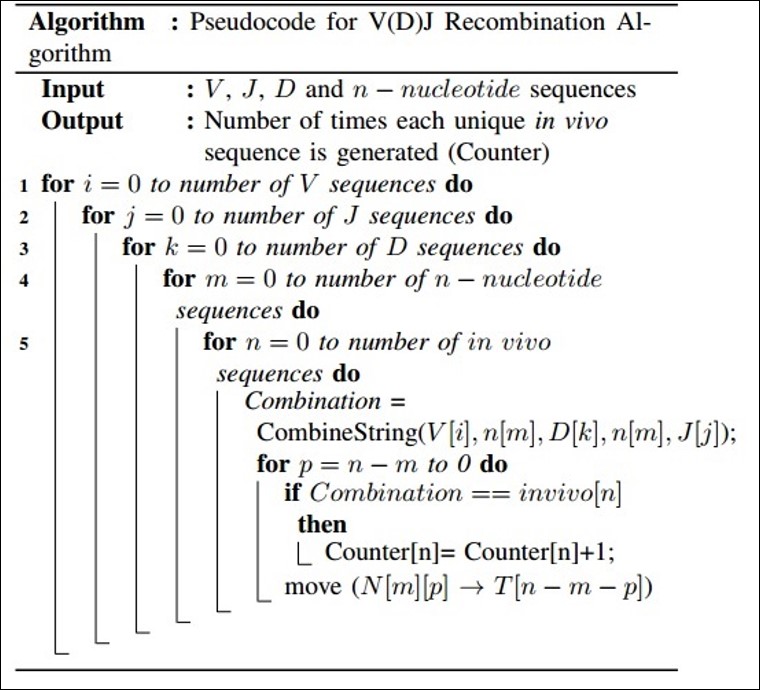 Algorithm : Pseudocode for V(D)J Recombination Al-
gorithm
Input : V, J, D and n − nucleotide sequences
Output : Number of times each unique in vivo
sequence is generated (Counter)
1 for i = 0 to number of V sequences do
2 for j = 0 to number of J sequences do
3 for k = 0 to number of D sequences do
4 for m = 0 to number of n − nucleotide
sequences do
5 for n = 0 to number of in vivo
sequences do
Combination =
CombineString(V[i], n[m], D[k], n[m], J[j]);
for p = n − m to 0 do
if Combination == invivo[n]
then
Counter[n]= Counter[n]+1;
move (N[m][p] → T[n − m − p])